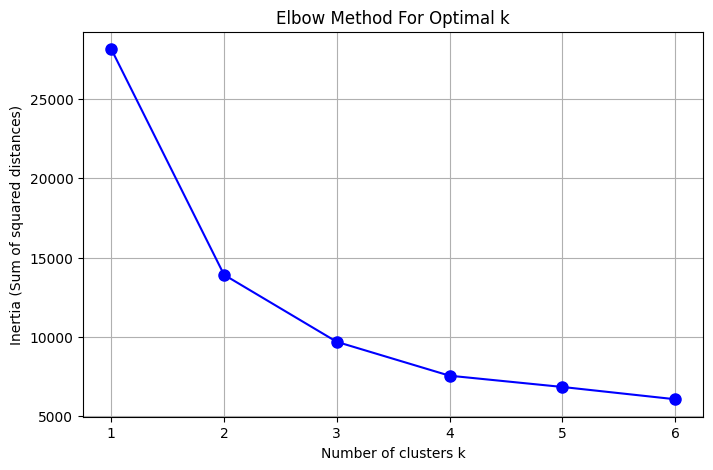 Elbow Method For Optimal k
Inertia (Sum of squared distances)
25000
20000
15000
10000
5000
1 2 3 4 5 6
Number of clusters k